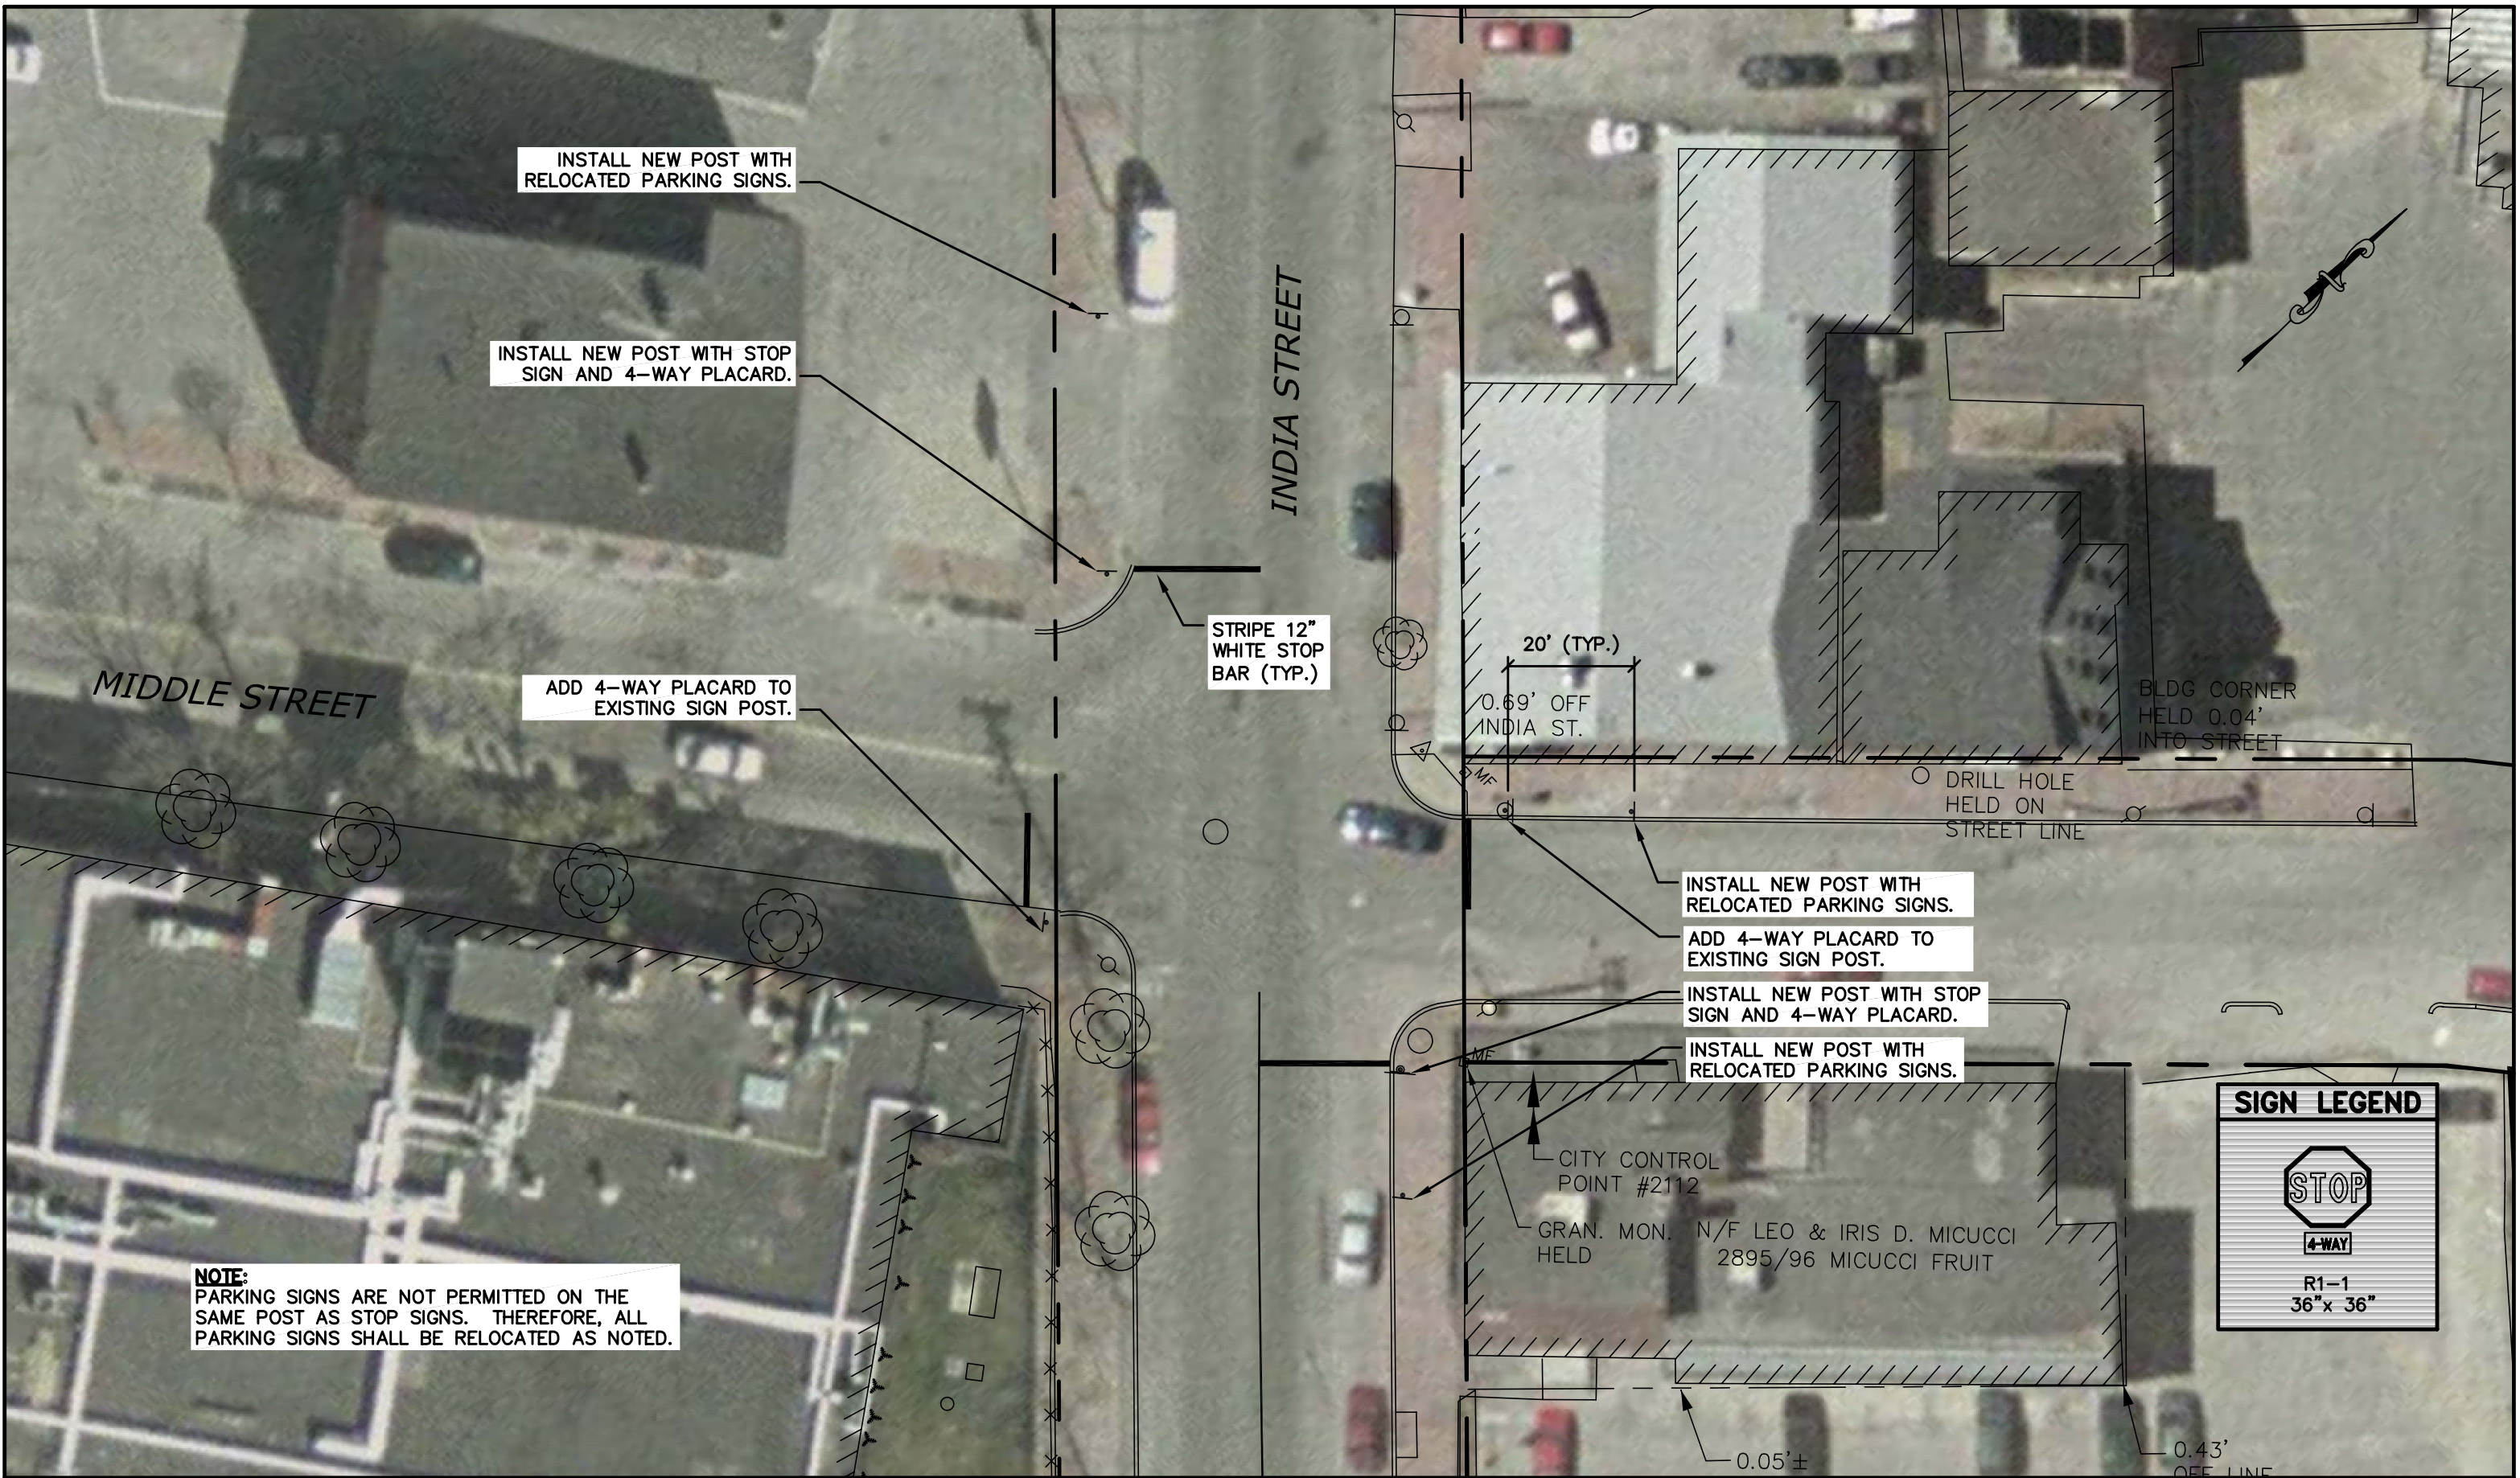 INSTALL NEW POST WITH
RELOCATED PARKING SIGNS.
INSTALL NEW POST WITH STOP
SIGN AND 4-WAY PLACARD.
INDIA STREET
STRIPE 12"
WHITE STOP
BAR (TYP.)
MIDDLE STREET
ADD 4-WAY PLACARD TO
EXISTING SIGN POST.
20' (TYP.)
0.69' OFF
INDIA ST.
BLDG CORNER
HELD 0.04'
INTO STREET
MF
DRILL HOLE
HELD ON
STREET LINE
INSTALL NEW POST WITH
RELOCATED PARKING SIGNS.
ADD 4-WAY PLACARD TO
EXISTING SIGN POST.
INSTALL NEW POST WITH STOP
SIGN AND 4-WAY PLACARD.
INSTALL NEW POST WITH
RELOCATED PARKING SIGNS.
MF
CITY CONTROL
POINT #2112
GRAN. MON.
HELD
N/F LEO & IRIS D. MICUCCI
2895/96 MICUCCI FRUIT
SIGN LEGEND
STOP
4-WAY
R1-1
36"x 36"
NOTE:
PARKING SIGNS ARE NOT PERMITTED ON THE
SAME POST AS STOP SIGNS. THEREFORE, ALL
PARKING SIGNS SHALL BE RELOCATED AS NOTED.
0.05'±
0.43'
OFF LINE